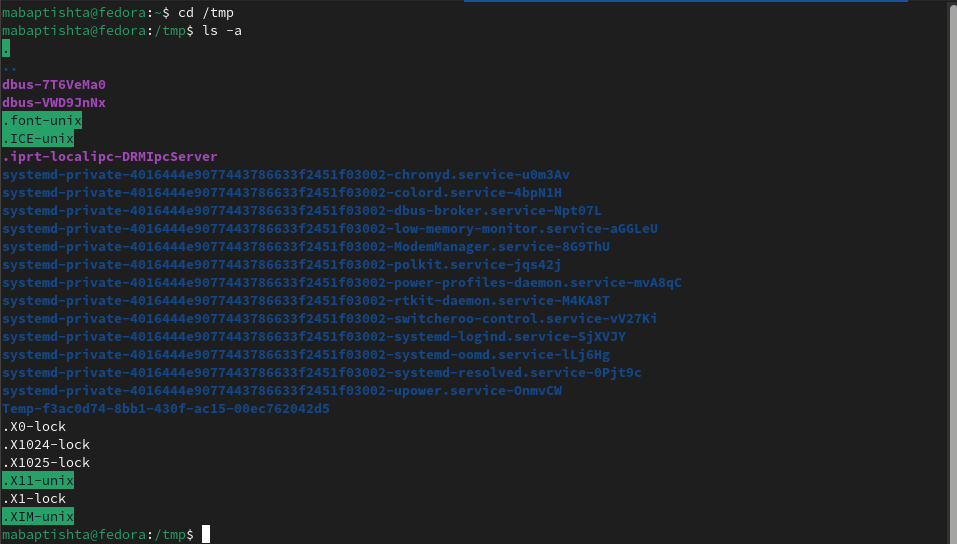 mabaptishta@fedora:~$ cd /tmp
mabaptishta@fedora:/tmp$ ls -a
.
..
dbus-7T6VeMa0
dbus-VWD9JnNx
.font-unix
.ICE-unix
.iprt-localipc-DRMIpcServer
systemd-private-4016444e9077443786633f2451f03002-chronyd.service-u0m3Av
systemd-private-4016444e9077443786633f2451f03002-colord.service-4bpN1H
systemd-private-4016444e9077443786633f2451f03002-dbus-broker.service-Npt07L
systemd-private-4016444e9077443786633f2451f03002-low-memory-monitor.service-aGGLeU
systemd-private-4016444e9077443786633f2451f03002-ModemManager.service-8G9ThU
systemd-private-4016444e9077443786633f2451f03002-polkit.service-jqs42j
systemd-private-4016444e9077443786633f2451f03002-power-profiles-daemon.service-mvA8qC
systemd-private-4016444e9077443786633f2451f03002-rtkit-daemon.service-M4KA8T
systemd-private-4016444e9077443786633f2451f03002-switcheroo-control.service-vV27Ki
systemd-private-4016444e9077443786633f2451f03002-systemd-logind.service-SjXVJY
systemd-private-4016444e9077443786633f2451f03002-systemd-oomd.service-lLj6Hg
systemd-private-4016444e9077443786633f2451f03002-systemd-resolved.service-0Pjt9c
systemd-private-4016444e9077443786633f2451f03002-upower.service-OnmvCW
Temp-f3ac0d74-8bb1-430f-ac15-00ec762042d5
.X0-lock
.X1024-lock
.X1025-lock
.X11-unix
.X1-lock
.XIM-unix
mabaptishta@fedora:/tmp$